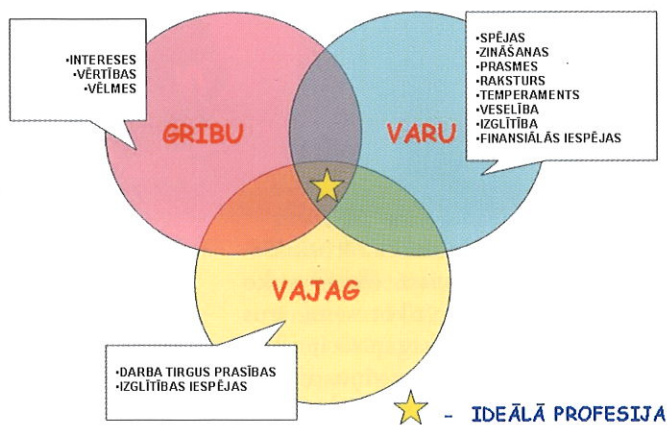 •INTERESES
•VĒRTĪBAS
•VĒLMES
GRIBU
•SPĒJAS
•ZINĀŠANAS
•PRASMES
•RAKSTURS
•TEMPERAMENTS
•VESELĪBA
•IZGLĪTĪBA
•FINANSIĀLĀS IESPĒJAS
VARU
VAJAG
•DARBA TIRGUS PRASĪBAS
•IZGLĪTĪBAS IESPĒJAS
- IDEĀLĀ PROFESIJA